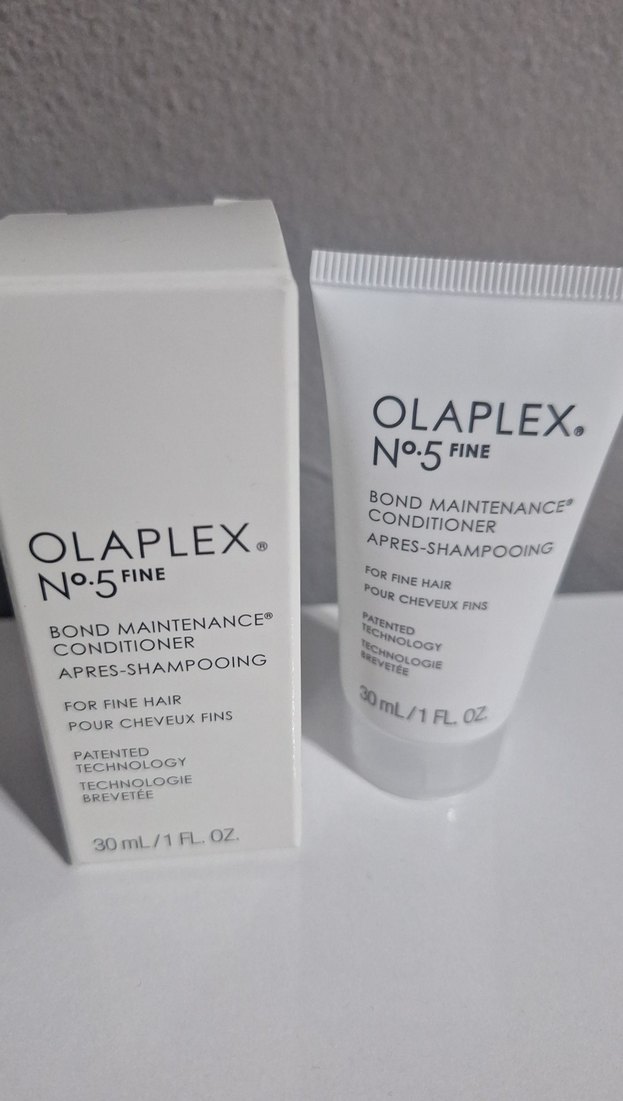 OLAPLEX®
Nº.5 FINE
BOND MAINTENANCE®
CONDITIONER
APRES-SHAMPOOING
FOR FINE HAIR
POUR CHEVEUX FINS
PATENTED
TECHNOLOGY
TECHNOLOGIE
BREVETÉE
30 mL/1 FL. OZ.
OLAPLEX®
Nº.5 FINE
BOND MAINTENANCE®
CONDITIONER
APRES-SHAMPOOING
FOR FINE HAIR
POUR CHEVEUX FINS
PATENTED
TECHNOLOGY
TECHNOLOGIE
BREVETÉE
30 mL/1 FL. OZ.